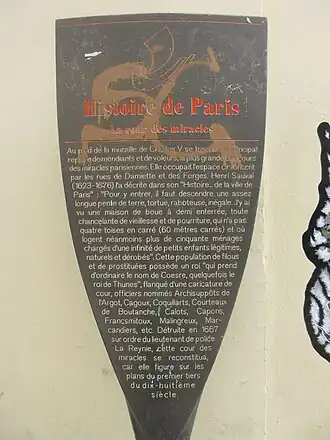 Histoire de Paris
La cour des miracles
Au pied de la muraille de Charles V se trouvait le principal
repaire de mendiants et de voleurs, la plus grande des cours
des miracles parisiennes. Elle occupait l'espace circonscrit
par les rues de Damiette et des Forges. Henri Sauval
(1623-1676) l'a décrite dans son "Histoire... de la ville de
Paris" : "Pour y entrer, il faut descendre une assez
longue pente de terre, tortue, raboteuse, inégale. J'y ai
vu une maison de boue à demi enterrée, toute
chancelante de vieillesse et de pourriture, qui n'a pas
quatre toises en carré (60 mètres carrés) et où
logent néanmoins plus de cinquante ménages
chargés d'une infinité de petits enfants légitimes,
naturels et dérobés". Cette population de filous
et de prostituées possède un roi "qui prend
d'ordinaire le nom de Coesre, quelquefois le
roi de Thunes", flanqué d'une caricature de
cour, officiers nommés Archisuppôts de
l'Argot, Cagoux, Coquillarts, Courteaux
de Boutanche, Calots, Capons,
Francsmitoux, Malingreux, Mar-
candiers, etc. Détruite en 1667
sur ordre du lieutenant de police
La Reynie, cette cour des
miracles se reconstitua,
car elle figure sur les
plans du premier tiers
du dix-huitième
siècle.